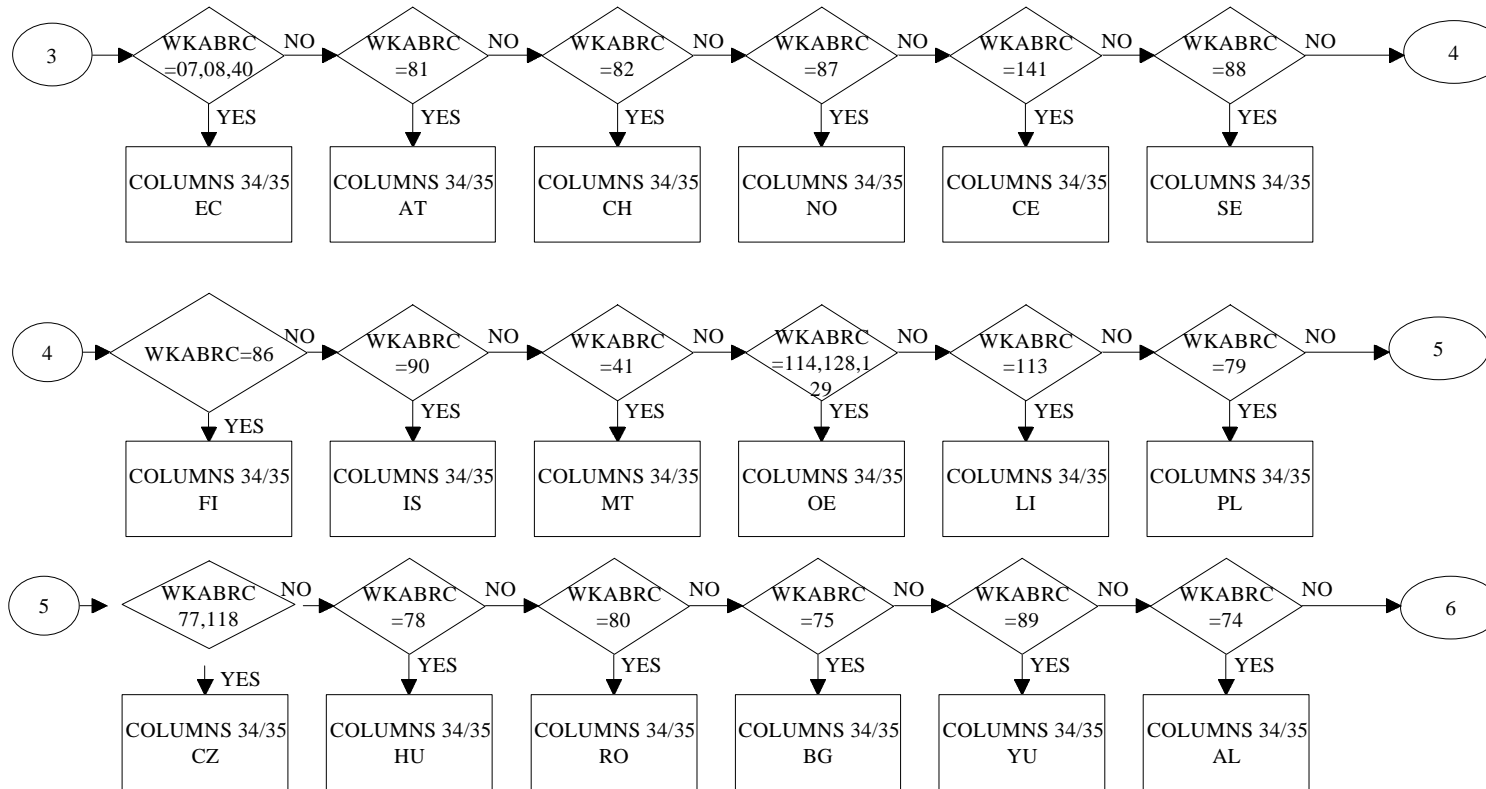 3
WKABRC
=07,08,40
NO
WKABRC
=81
NO
WKABRC
=82
NO
WKABRC
=87
NO
WKABRC
=141
NO
WKABRC
=88
NO
4
YES
YES
YES
YES
YES
YES
COLUMNS 34/35
EC
COLUMNS 34/35
AT
COLUMNS 34/35
CH
COLUMNS 34/35
NO
COLUMNS 34/35
CE
COLUMNS 34/35
SE
4
WKABRC=86
NO
WKABRC
=90
NO
WKABRC
=41
NO
WKABRC
=114,128,1
29
NO
WKABRC
=113
NO
WKABRC
=79
NO
5
YES
YES
YES
YES
YES
YES
COLUMNS 34/35
FI
COLUMNS 34/35
IS
COLUMNS 34/35
MT
COLUMNS 34/35
OE
COLUMNS 34/35
LI
COLUMNS 34/35
PL
5
WKABRC
77,118
NO
WKABRC
=78
NO
WKABRC
=80
NO
WKABRC
=75
NO
WKABRC
=89
NO
WKABRC
=74
NO
6
YES
YES
YES
YES
YES
YES
COLUMNS 34/35
CZ
COLUMNS 34/35
HU
COLUMNS 34/35
RO
COLUMNS 34/35
BG
COLUMNS 34/35
YU
COLUMNS 34/35
AL